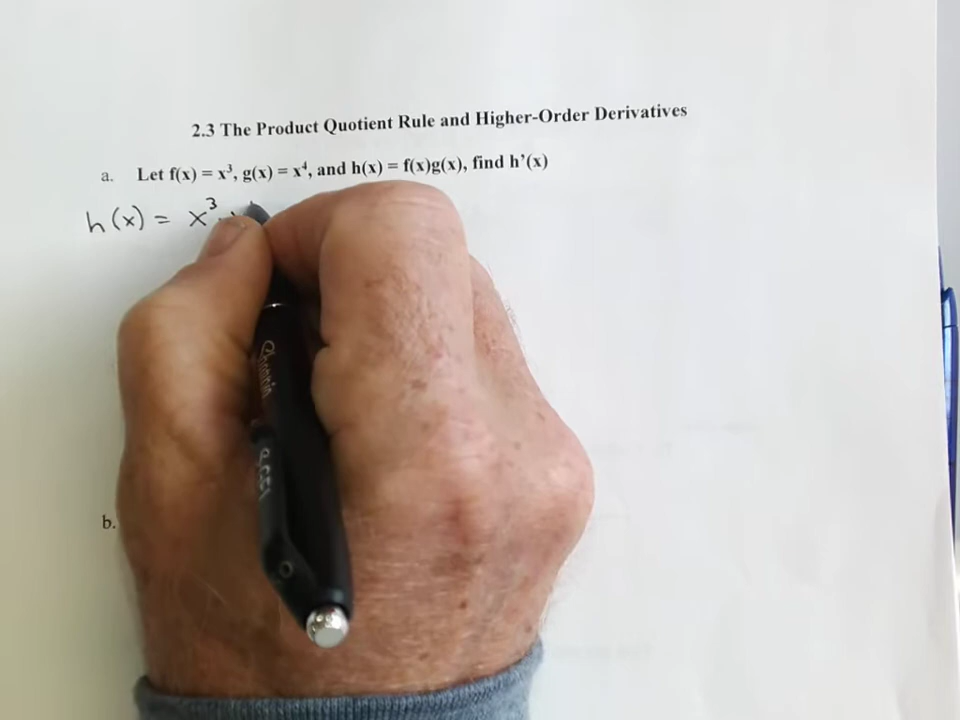 2.3 The Product Quotient Rule and Higher-Order Derivatives
a. Let f(x) = x³, g(x) = x⁴, and h(x) = f(x)g(x), find h’(x)
h(x) = x³
b.